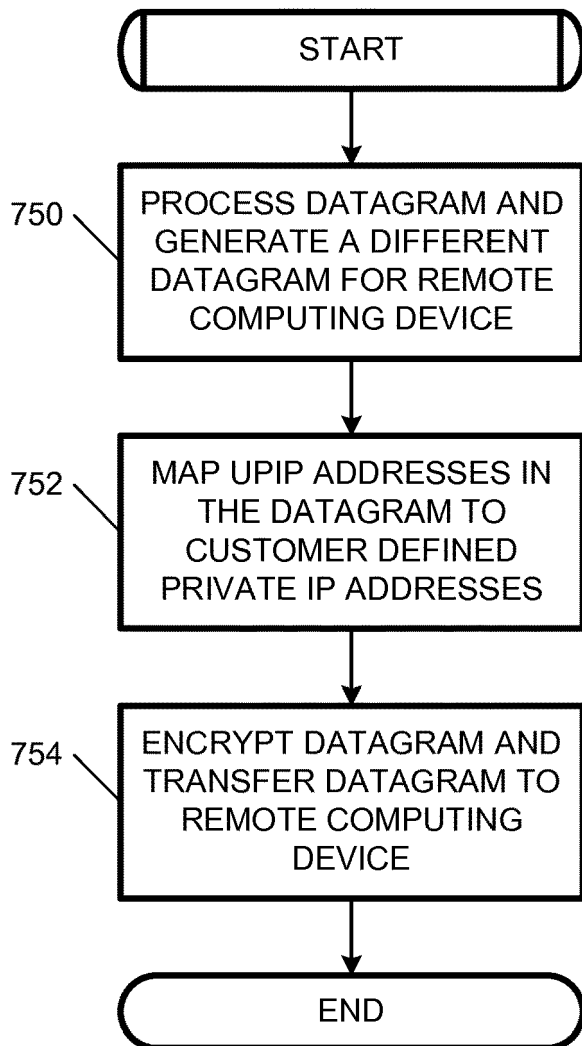 START
750
PROCESS DATAGRAM AND
GENERATE A DIFFERENT
DATAGRAM FOR REMOTE
COMPUTING DEVICE
752
MAP UPIP ADDRESSES IN
THE DATAGRAM TO
CUSTOMER DEFINED
PRIVATE IP ADDRESSES
754
ENCRYPT DATAGRAM AND
TRANSFER DATAGRAM TO
REMOTE COMPUTING
DEVICE
END